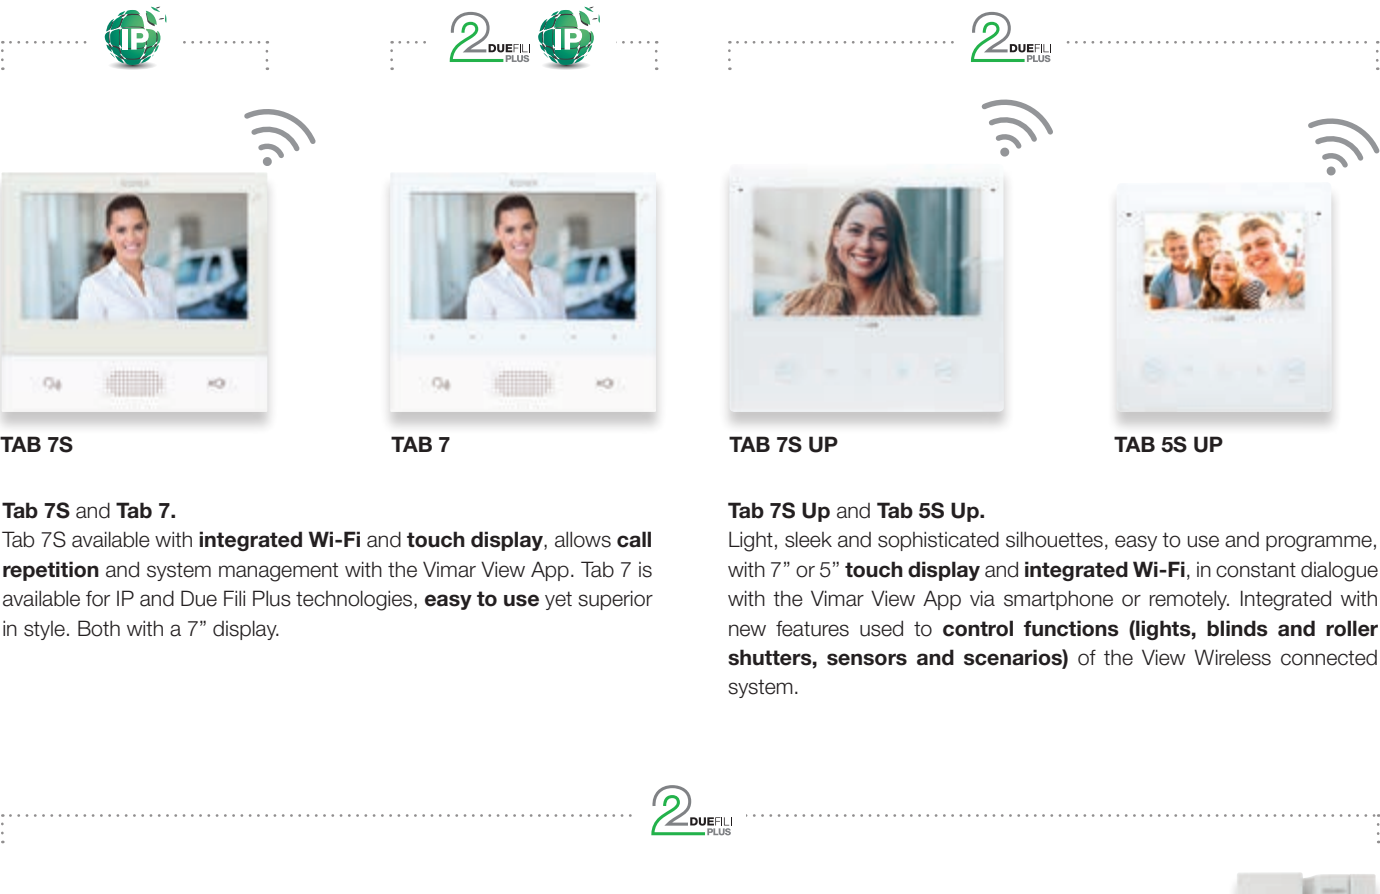 IP
2 DUEFILI
PLUS
IP
2 DUEFILI
PLUS
TAB 7S
TAB 7
TAB 7S UP
TAB 5S UP
Tab 7S and Tab 7.
Tab 7S available with integrated Wi-Fi and touch display, allows call
repetition and system management with the Vimar View App. Tab 7 is
available for IP and Due Fili Plus technologies, easy to use yet superior
in style. Both with a 7” display.
Tab 7S Up and Tab 5S Up.
Light, sleek and sophisticated silhouettes, easy to use and programme,
with 7” or 5” touch display and integrated Wi-Fi, in constant dialogue
with the Vimar View App via smartphone or remotely. Integrated with
new features used to control functions (lights, blinds and roller
shutters, sensors and scenarios) of the View Wireless connected
system.
2 DUEFILI
PLUS